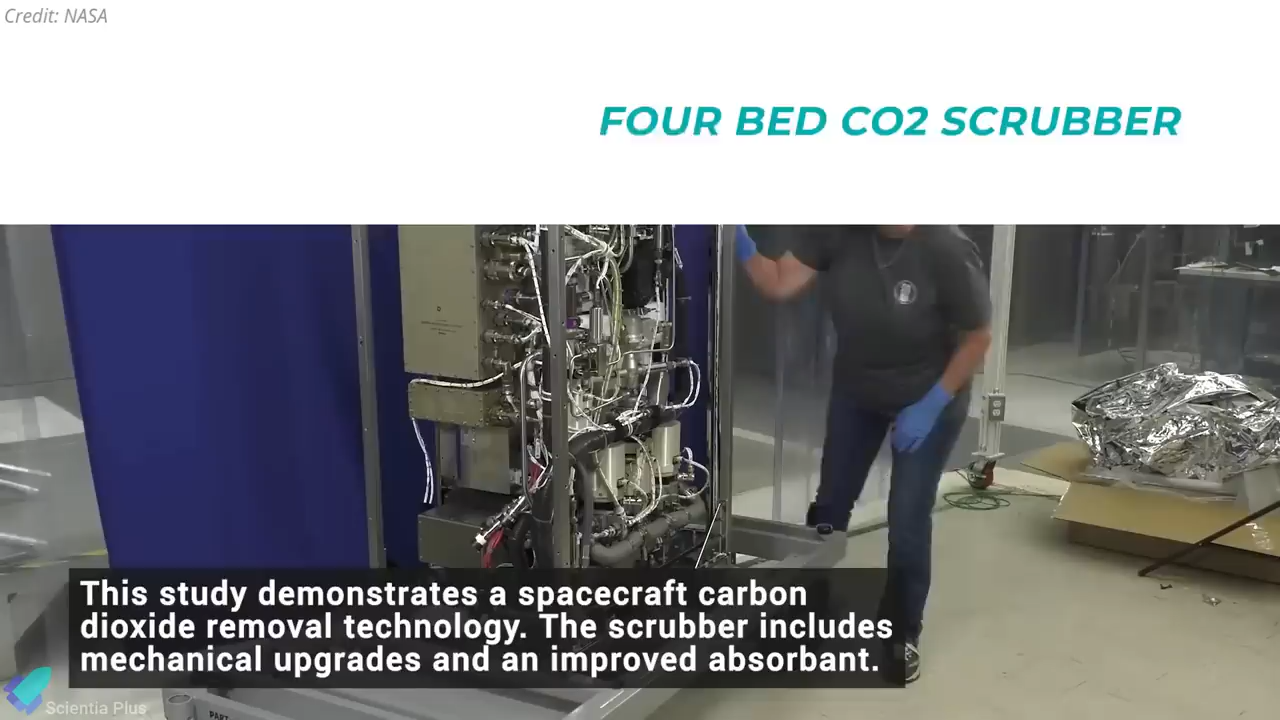 Credit: NASA
FOUR BED CO2 SCRUBBER
This study demonstrates a spacecraft carbon
dioxide removal technology. The scrubber includes
mechanical upgrades and an improved absorbant.
Scientia Plus
PART